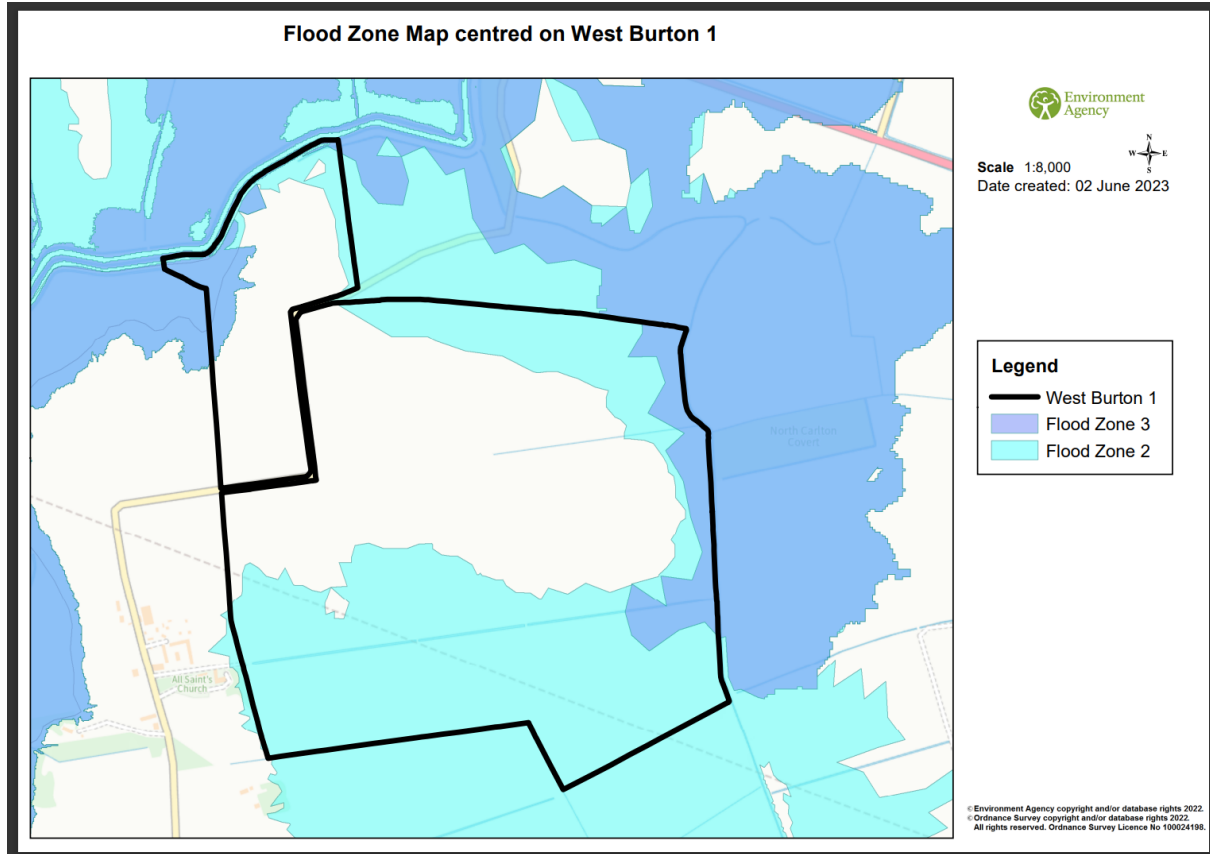 Flood Zone Map centred on West Burton 1
Environment
Agency
N
W E
S
Scale 1:8,000
Date created: 02 June 2023
Legend
West Burton 1
Flood Zone 3
Flood Zone 2
North Carlton
Covert
All Saint's
Church
© Environment Agency copyright and/or database rights 2022.
© Ordnance Survey copyright and/or database rights 2022.
All rights reserved. Ordnance Survey Licence No 100024198.